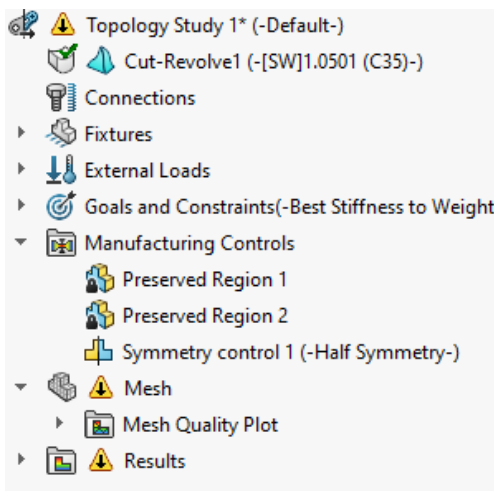 Topology Study 1* (-Default-)
Cut-Revolve1 (-[SW]1.0501 (C35)-)
Connections
Fixtures
External Loads
Goals and Constraints(-Best Stiffness to Weight
Manufacturing Controls
Preserved Region 1
Preserved Region 2
Symmetry control 1 (-Half Symmetry-)
Mesh
Mesh Quality Plot
Results